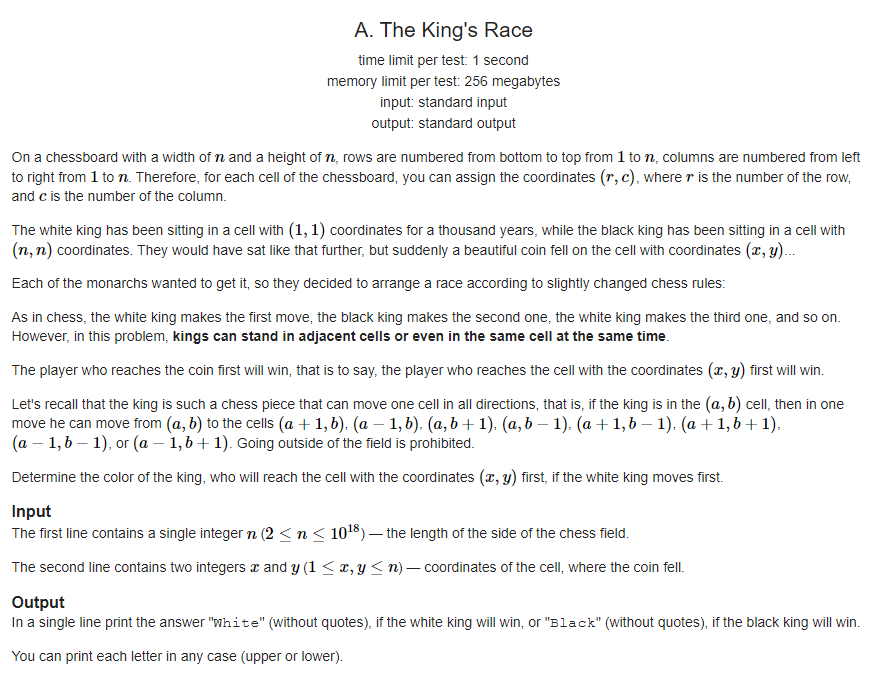 A. The King's Race
time limit per test: 1 second
memory limit per test: 256 megabytes
input: standard input
output: standard output
On a chessboard with a width of n and a height of n, rows are numbered from bottom to top from 1 to n, columns are numbered from left
to right from 1 to n. Therefore, for each cell of the chessboard, you can assign the coordinates (r, c), where r is the number of the row,
and c is the number of the column.
The white king has been sitting in a cell with (1, 1) coordinates for a thousand years, while the black king has been sitting in a cell with
(n, n) coordinates. They would have sat like that further, but suddenly a beautiful coin fell on the cell with coordinates (x, y)...
Each of the monarchs wanted to get it, so they decided to arrange a race according to slightly changed chess rules:
As in chess, the white king makes the first move, the black king makes the second one, the white king makes the third one, and so on.
However, in this problem, kings can stand in adjacent cells or even in the same cell at the same time.
The player who reaches the coin first will win, that is to say, the player who reaches the cell with the coordinates (x, y) first will win.
Let's recall that the king is such a chess piece that can move one cell in all directions, that is, if the king is in the (a, b) cell, then in one
move he can move from (a, b) to the cells (a + 1, b), (a − 1, b), (a, b + 1), (a, b − 1), (a + 1, b − 1), (a + 1, b + 1),
(a − 1, b − 1), or (a − 1, b + 1). Going outside of the field is prohibited.
Determine the color of the king, who will reach the cell with the coordinates (x, y) first, if the white king moves first.
Input
The first line contains a single integer n (2 ≤ n ≤ 10^18) — the length of the side of the chess field.
The second line contains two integers x and y (1 ≤ x, y ≤ n) — coordinates of the cell, where the coin fell.
Output
In a single line print the answer "White" (without quotes), if the white king will win, or "Black" (without quotes), if the black king will win.
You can print each letter in any case (upper or lower).